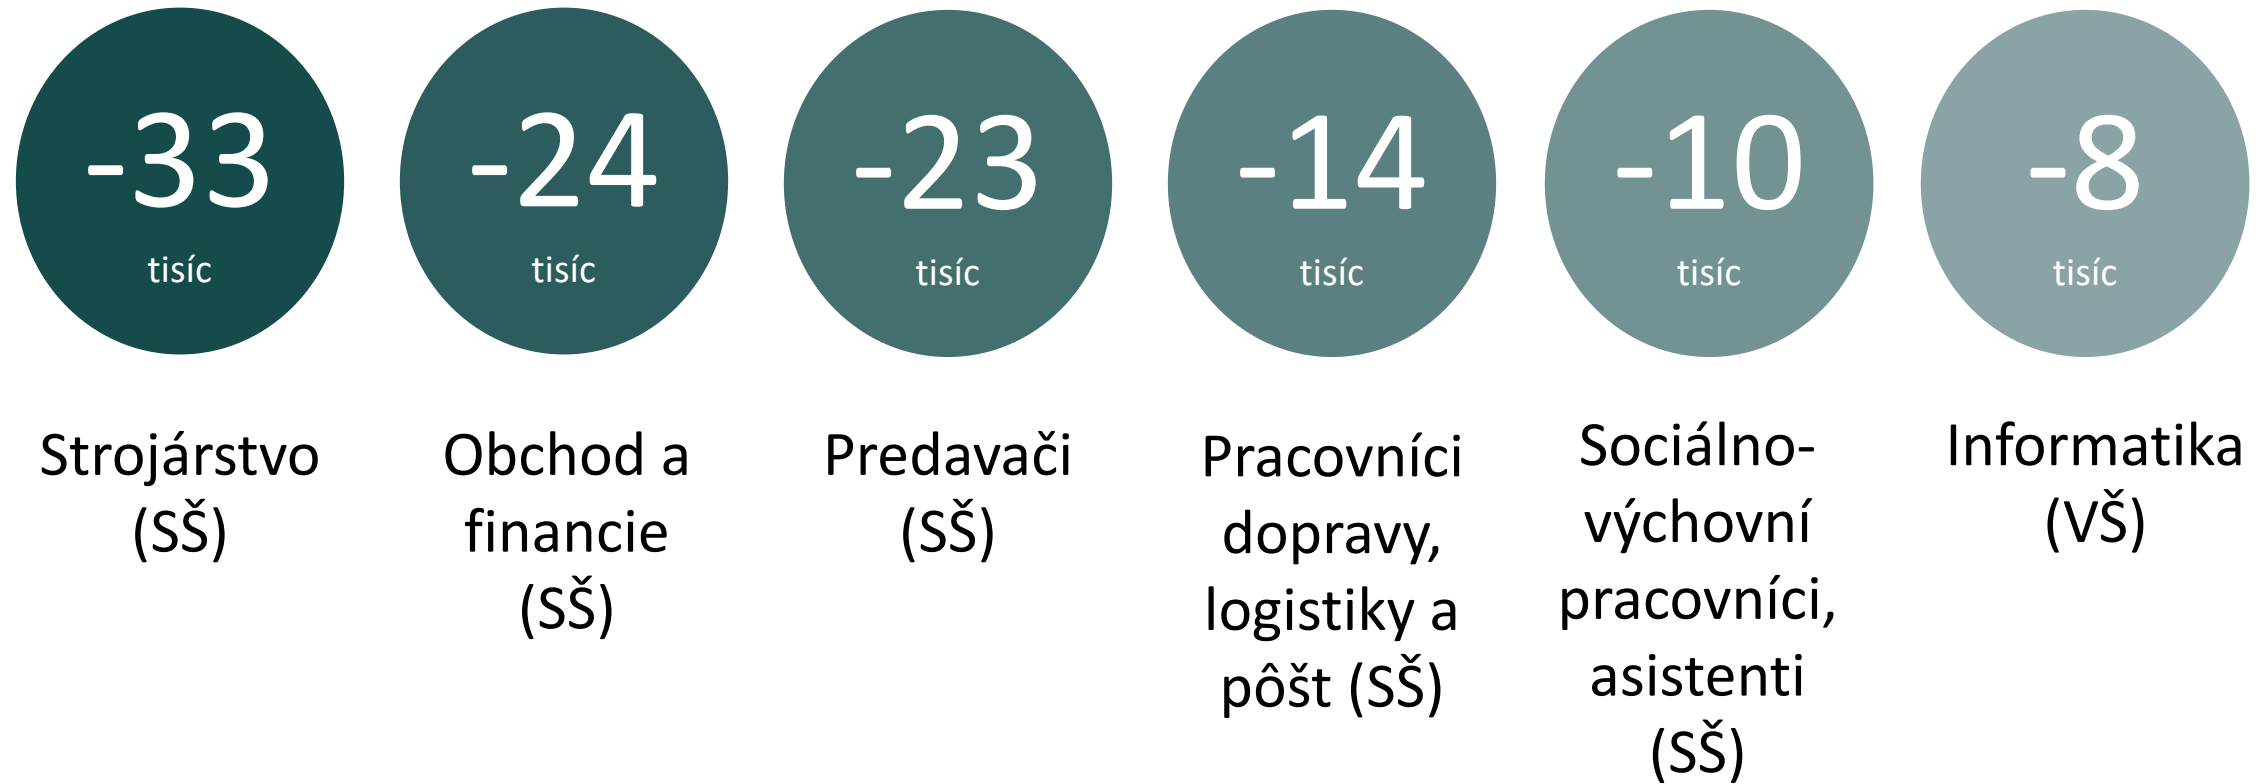 -33
tisíc
Strojárstvo
(SŠ)
-24
tisíc
Obchod a
financie
(SŠ)
-23
tisíc
Predavači
(SŠ)
-14
tisíc
Pracovníci
dopravy,
logistiky a
pôšt (SŠ)
-10
tisíc
Sociálno-
výchovní
pracovníci,
asistenti
(SŠ)
-8
tisíc
Informatika
(VŠ)